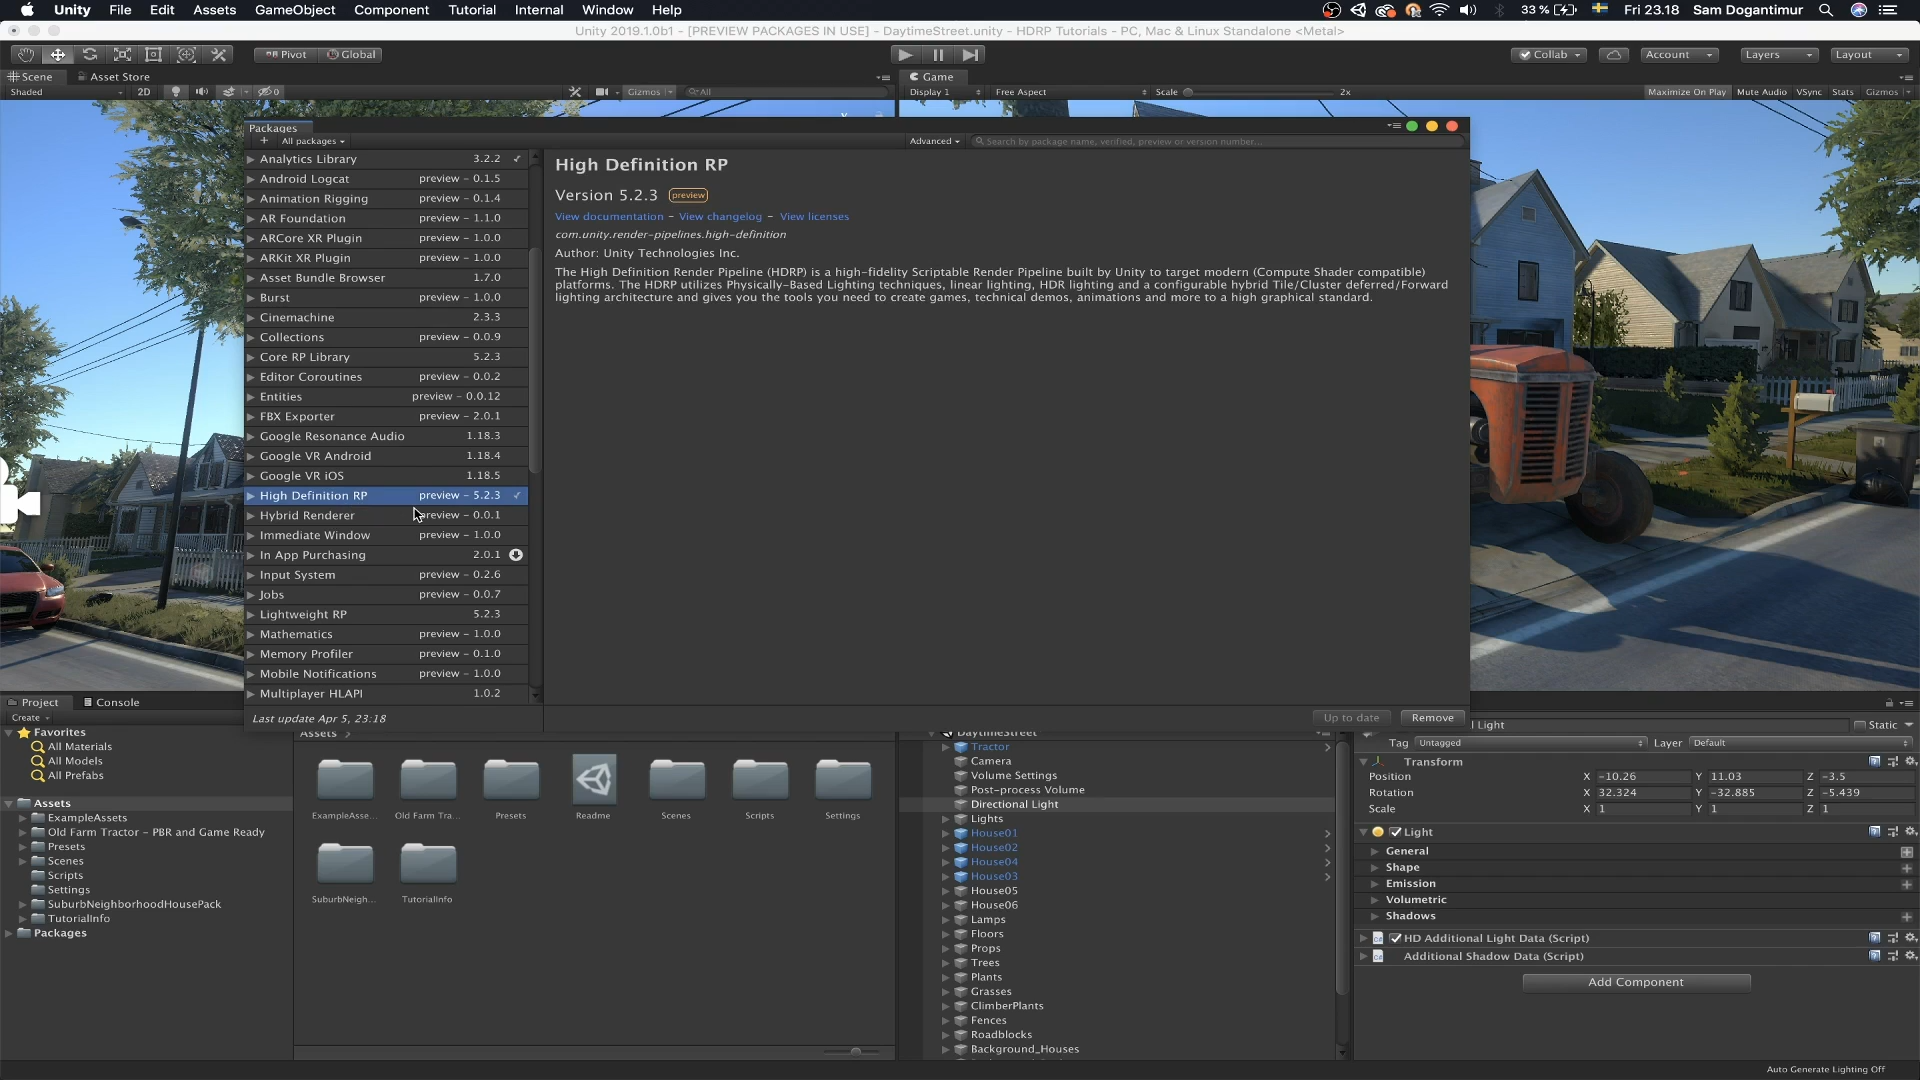 Unity File Edit Assets GameObject Component Tutorial Internal Window Help 33 % Fri 23.18 Sam Dogantimur
Unity 2019.1.0b1 - [PREVIEW PACKAGES IN USE] - DaytimeStreet.unity - HDRP Tutorials - PC, Mac & Linux Standalone <Metal>
Pivot Global Collab Account Layers Layout
Scene Asset Store Game
Shaded 2D 0 Gizmos All Display 1 Free Aspect Scale 2x Maximize On Play Mute Audio VSync Stats Gizmos
Packages
+ All packages Advanced Search by package name, verified, preview or version number...
Analytics Library 3.2.2
Android Logcat preview - 0.1.5
Animation Rigging preview - 0.1.4
AR Foundation preview - 1.1.0
ARCore XR Plugin preview - 1.0.0
ARKit XR Plugin preview - 1.0.0
Asset Bundle Browser 1.7.0
Burst preview - 1.0.0
Cinemachine 2.3.3
Collections preview - 0.0.9
Core RP Library 5.2.3
Editor Coroutines preview - 0.0.2
Entities preview - 0.0.12
FBX Exporter preview - 2.0.1
Google Resonance Audio 1.18.3
Google VR Android 1.18.4
Google VR iOS 1.18.5
High Definition RP preview - 5.2.3
Hybrid Renderer preview - 0.0.1
Immediate Window preview - 1.0.0
In App Purchasing 2.0.1
Input System preview - 0.2.6
Jobs preview - 0.0.7
Lightweight RP 5.2.3
Mathematics preview - 1.0.0
Memory Profiler preview - 0.1.0
Mobile Notifications preview - 1.0.0
Multiplayer HLAPI 1.0.2
Last update Apr 5, 23:18
High Definition RP
Version 5.2.3 preview
View documentation - View changelog - View licenses
com.unity.render-pipelines.high-definition
Author: Unity Technologies Inc.
The High Definition Render Pipeline (HDRP) is a high-fidelity Scriptable Render Pipeline built by Unity to target modern (Compute Shader compatible)
platforms. The HDRP utilizes Physically-Based Lighting techniques, linear lighting, HDR lighting and a configurable hybrid Tile/Cluster deferred/Forward
lighting architecture and gives you the tools you need to create games, technical demos, animations and more to a high graphical standard.
Up to date Remove
Project Console
Create
Favorites
All Materials
All Models
All Prefabs
Assets
ExampleAssets
Old Farm Tractor - PBR and Game Ready
Presets
Scenes
Scripts
Settings
SuburbNeighborhoodHousePack
TutorialInfo
Packages
Assets
ExampleAsse... Old Farm Tra... Presets Readme Scenes Scripts Settings
SuburbNeigh... TutorialInfo
DaytimeStreet
Tractor
Camera
Volume Settings
Post-process Volume
Directional Light
Lights
House01
House02
House04
House03
House05
House06
Lamps
Floors
Props
Trees
Plants
Grasses
ClimberPlants
Fences
Roadblocks
Background_Houses
l Light Static
Tag Untagged Layer Default
Transform
Position X -10.26 Y 11.03 Z -3.5
Rotation X 32.324 Y -32.885 Z -5.439
Scale X 1 Y 1 Z 1
Light
General
Shape
Emission
Volumetric
Shadows
HD Additional Light Data (Script)
Additional Shadow Data (Script)
Add Component
Auto Generate Lighting Off